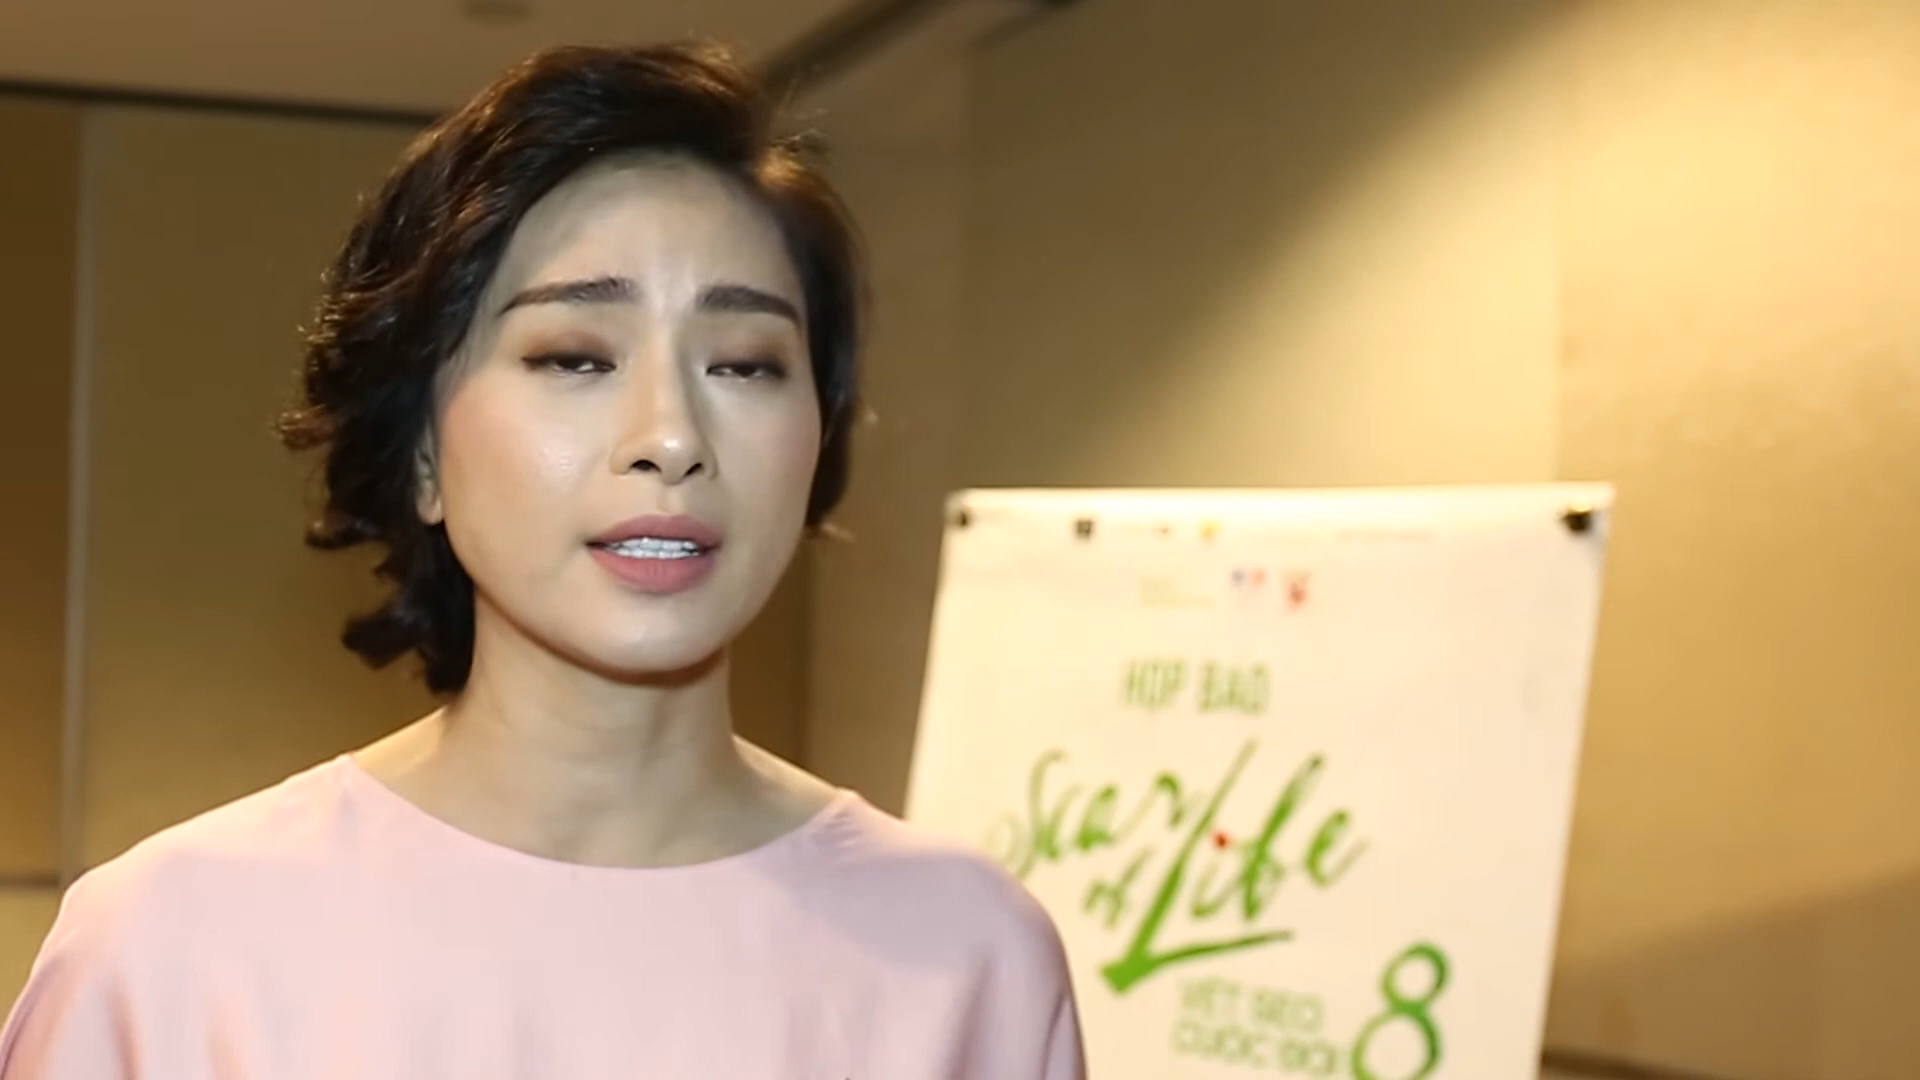 HỌP BÁO
Scar
of Life
VẾT SẸO
CUỘC ĐỜI 8